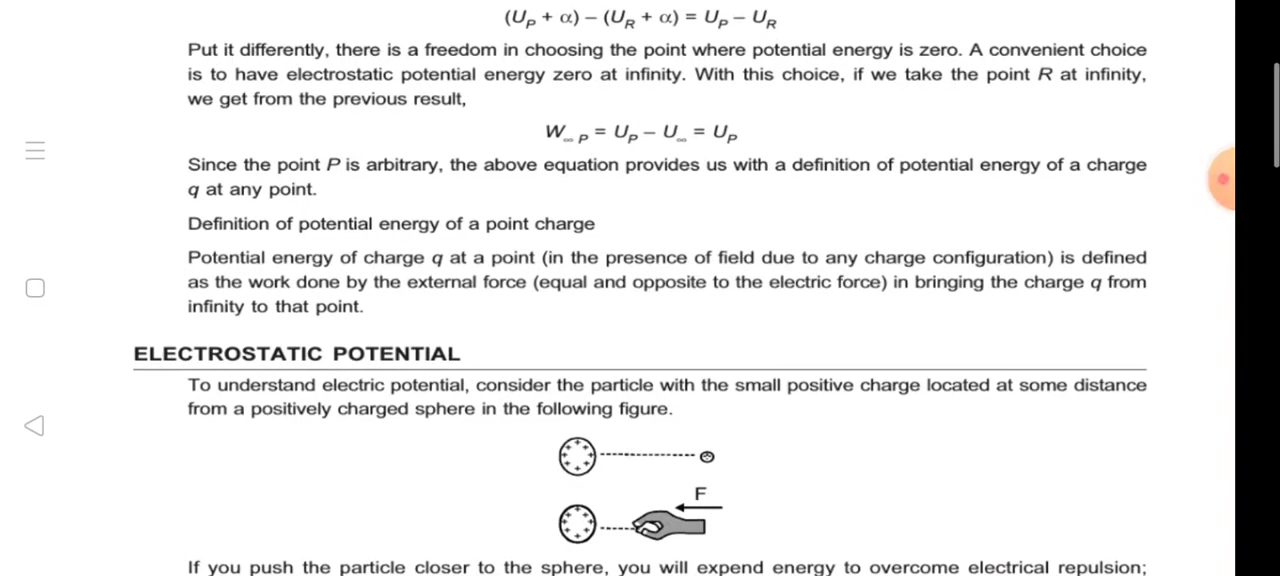 (U_P + α) – (U_R + α) = U_P – U_R
Put it differently, there is a freedom in choosing the point where potential energy is zero. A convenient choice
is to have electrostatic potential energy zero at infinity. With this choice, if we take the point R at infinity,
we get from the previous result,
W_∞ P = U_P – U_∞ = U_P
Since the point P is arbitrary, the above equation provides us with a definition of potential energy of a charge
q at any point.
Definition of potential energy of a point charge
Potential energy of charge q at a point (in the presence of field due to any charge configuration) is defined
as the work done by the external force (equal and opposite to the electric force) in bringing the charge q from
infinity to that point.
ELECTROSTATIC POTENTIAL
To understand electric potential, consider the particle with the small positive charge located at some distance
from a positively charged sphere in the following figure.
F
If you push the particle closer to the sphere, you will expend energy to overcome electrical repulsion;